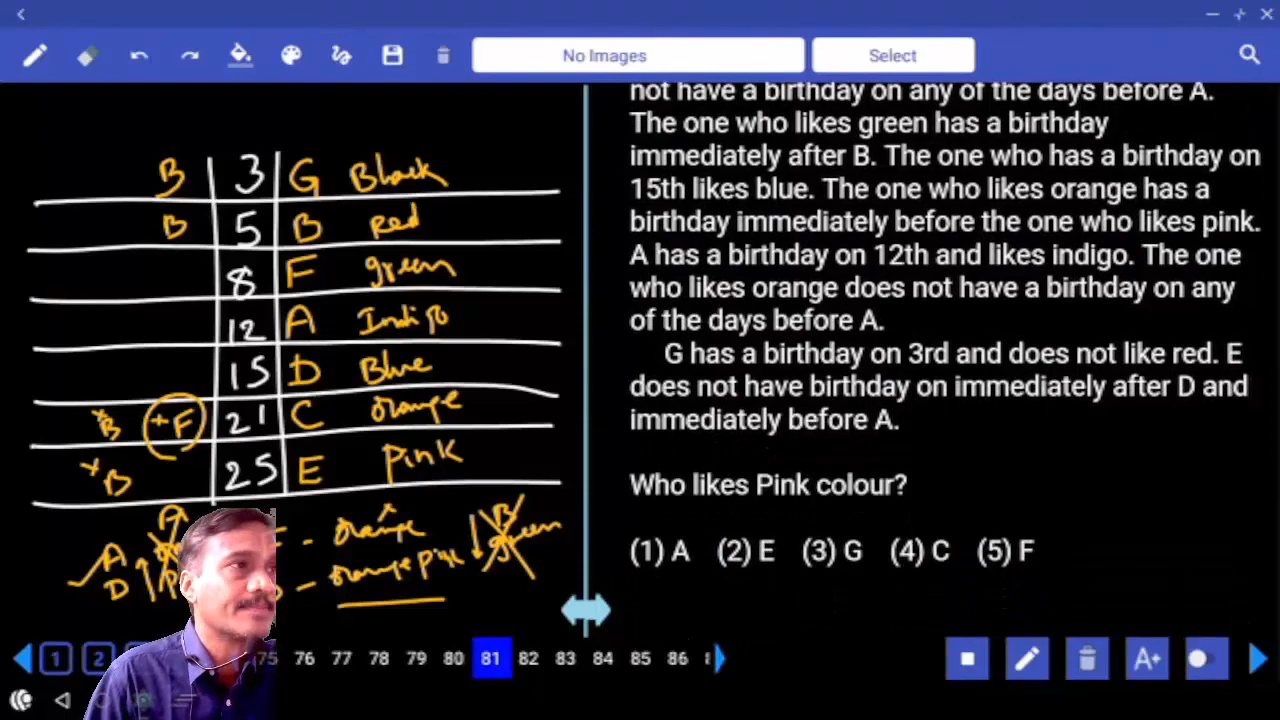 No Images
Select
B 3 G Black
B 5 B Red
8 F green
12 A Indigo
15 D Blue
B + F 21 C orange
B 25 E Pink
A
orange
B
green
A
orange Pink
D
not have a birthday on any of the days before A.
The one who likes green has a birthday
immediately after B. The one who has a birthday on
15th likes blue. The one who likes orange has a
birthday immediately before the one who likes pink.
A has a birthday on 12th and likes indigo. The one
who likes orange does not have a birthday on any
of the days before A.
G has a birthday on 3rd and does not like red. E
does not have birthday on immediately after D and
immediately before A.
Who likes Pink colour?
(1) A (2) E (3) G (4) C (5) F
1 2 75 76 77 78 79 80 81 82 83 84 85 86
A+